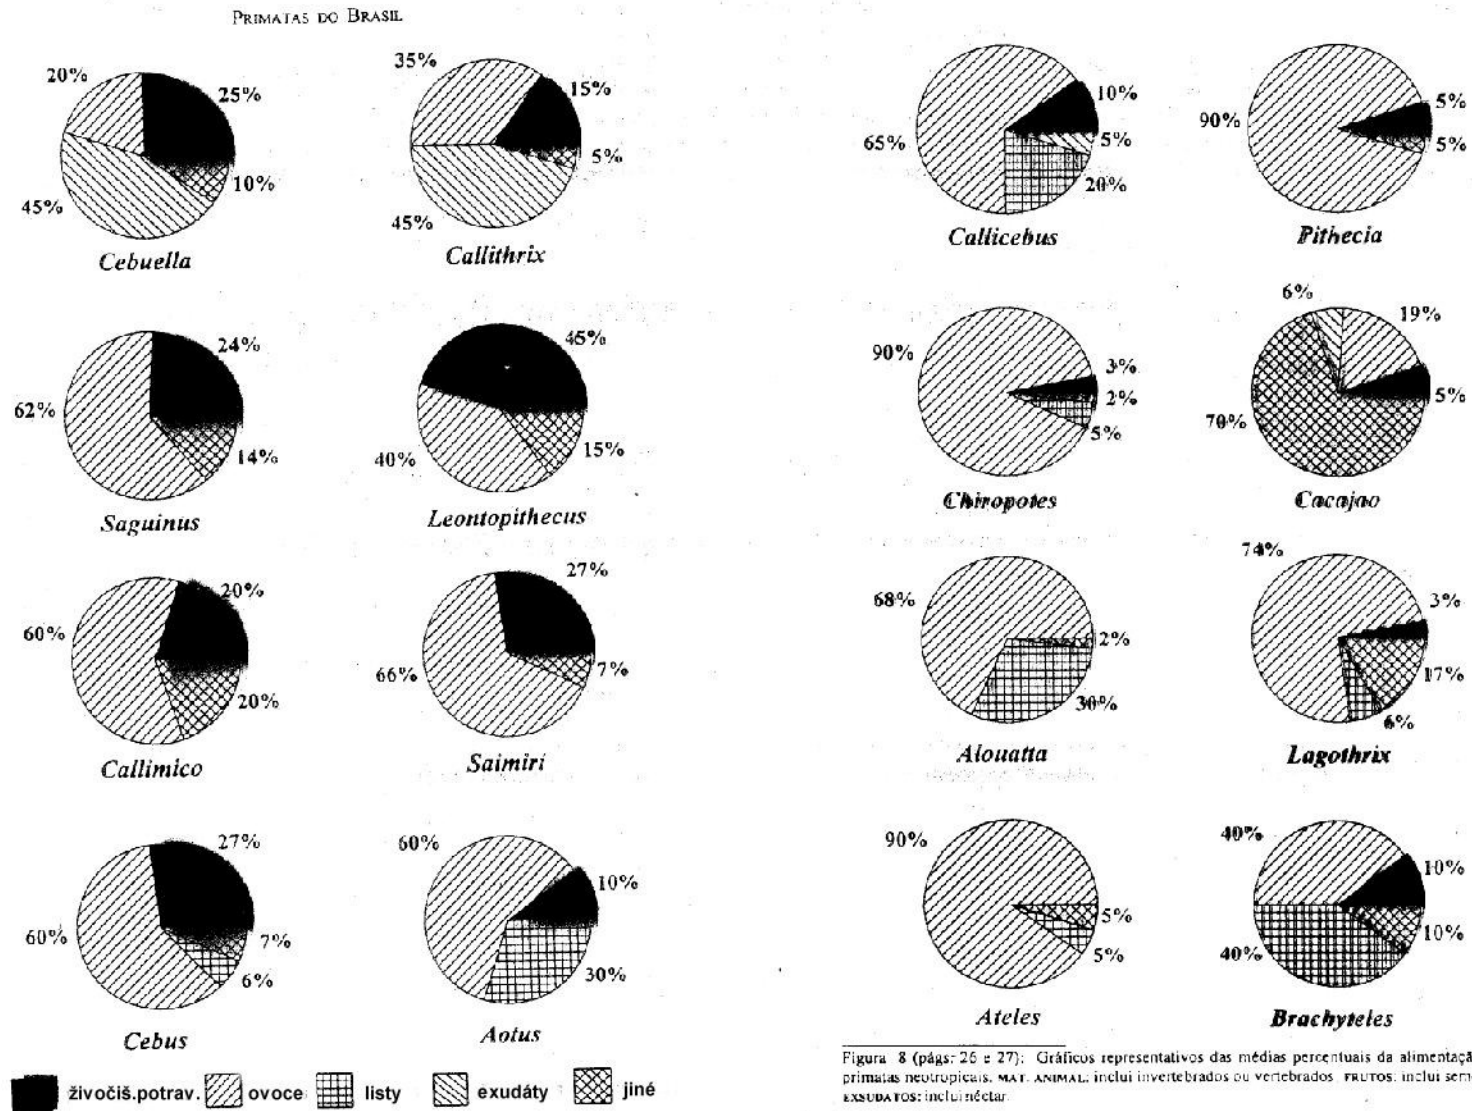 PRIMATAS DO BRASIL
20%
25%
10%
45%
Cebuella
35%
15%
5%
45%
Callithrix
65%
10%
5%
20%
Callicebus
90%
5%
5%
Pithecia
62%
24%
14%
Saguinus
45%
40%
15%
Leontopithecus
90%
3%
2%
5%
Chiropotes
6%
19%
5%
70%
Cacajao
60%
20%
20%
Callimico
27%
66%
7%
Saimiri
68%
2%
30%
Alouatta
74%
3%
17%
6%
Lagothrix
27%
60%
7%
6%
Cebus
60%
10%
30%
Aotus
90%
5%
5%
Ateles
40%
10%
10%
40%
Brachyteles
živočiš.potrav. ovoce listy exudáty jiné
Figura 8 (págs: 26 e 27): Gráficos representativos das médias percentuais da alimentaçã
primatas neotropicais. MAT. ANIMAL: inclui invertebrados ou vertebrados. FRUTOS: inclui sem
EXSUDATOS: inclui néctar.